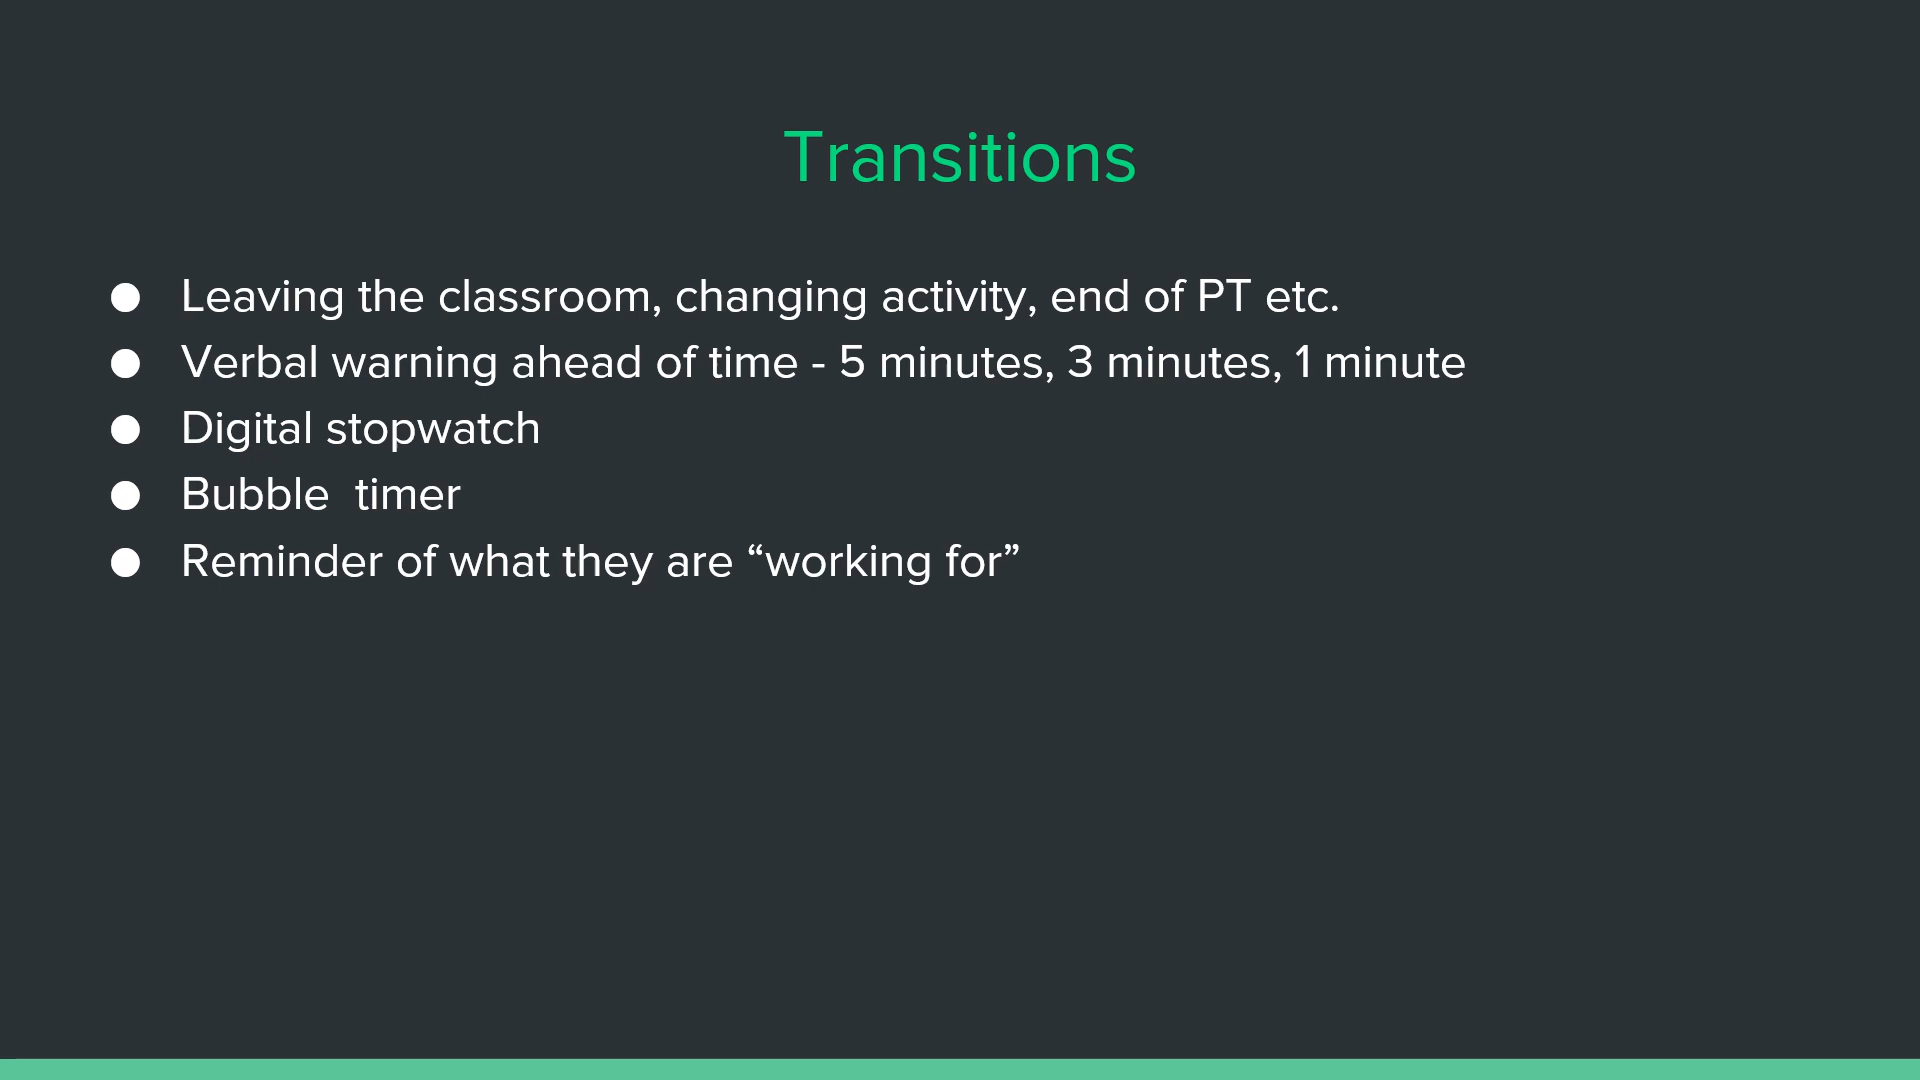 Transitions
● Leaving the classroom, changing activity, end of PT etc.
● Verbal warning ahead of time - 5 minutes, 3 minutes, 1 minute
● Digital stopwatch
● Bubble  timer
● Reminder of what they are “working for”